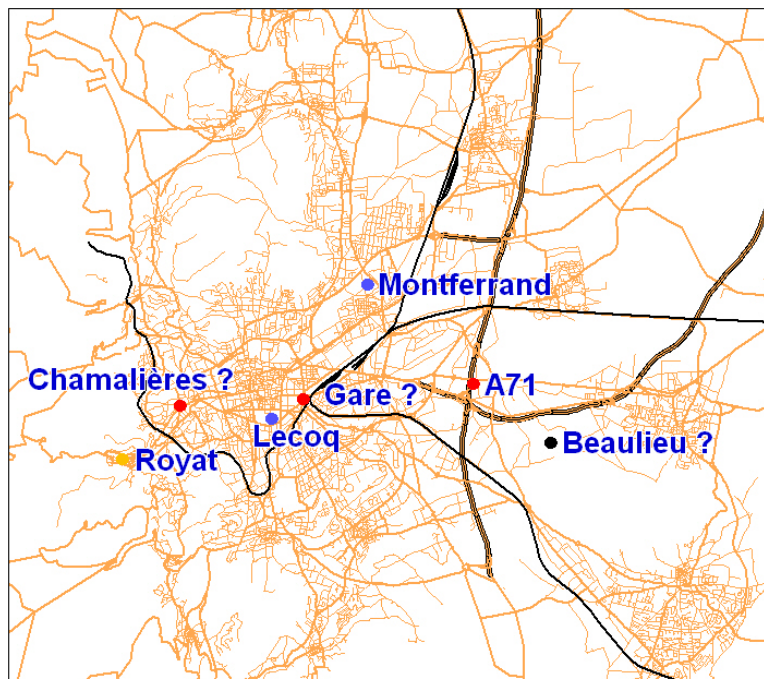 Montferrand
Chamalières ?
Gare ?
A71
Lecoq
Beaulieu ?
Royat